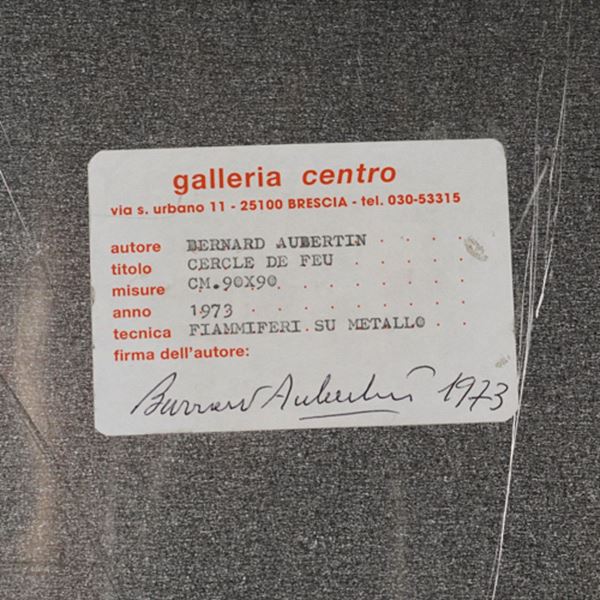 galleria centro
via s. urbano 11 - 25100 BRESCIA - tel. 030-53315
autore BERNARD AUBERTIN
titolo CERCLE DE FEU
misure CM.90X90
anno 1973
tecnica FIAMMIFERI SU METALLO
firma dell'autore:
Bernard Aubertin 1973